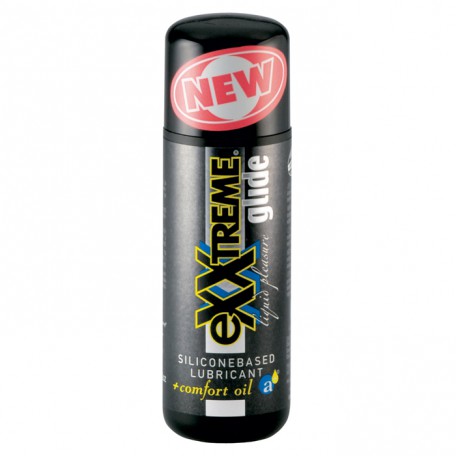 NEW
eXXTREME®
glide
liquid pleasure
SILICONEBASED
LUBRICANT
+comfort oil a